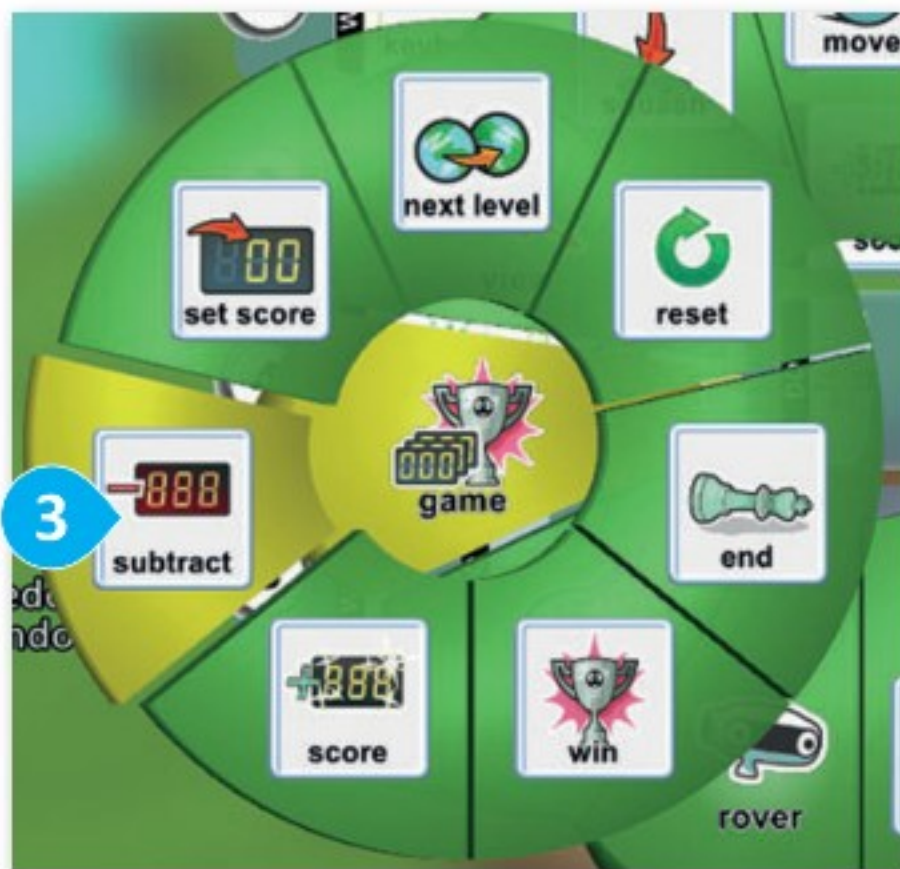 move
next level
set score
reset
game
3
subtract
end
score
win
rover